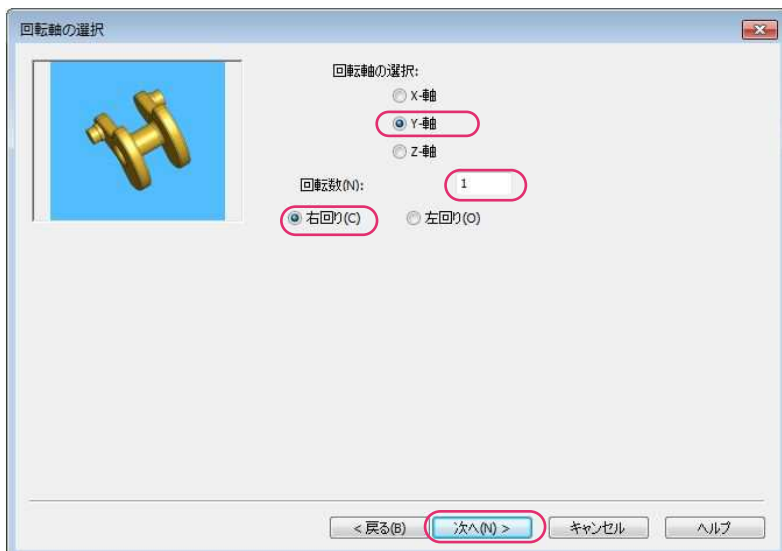 回転軸の選択
回転軸の選択:
X-軸
Y-軸
Z-軸
回転数(N): 1
右回り(C) 左回り(O)
< 戻る(B) 次へ(N) > キャンセル ヘルプ